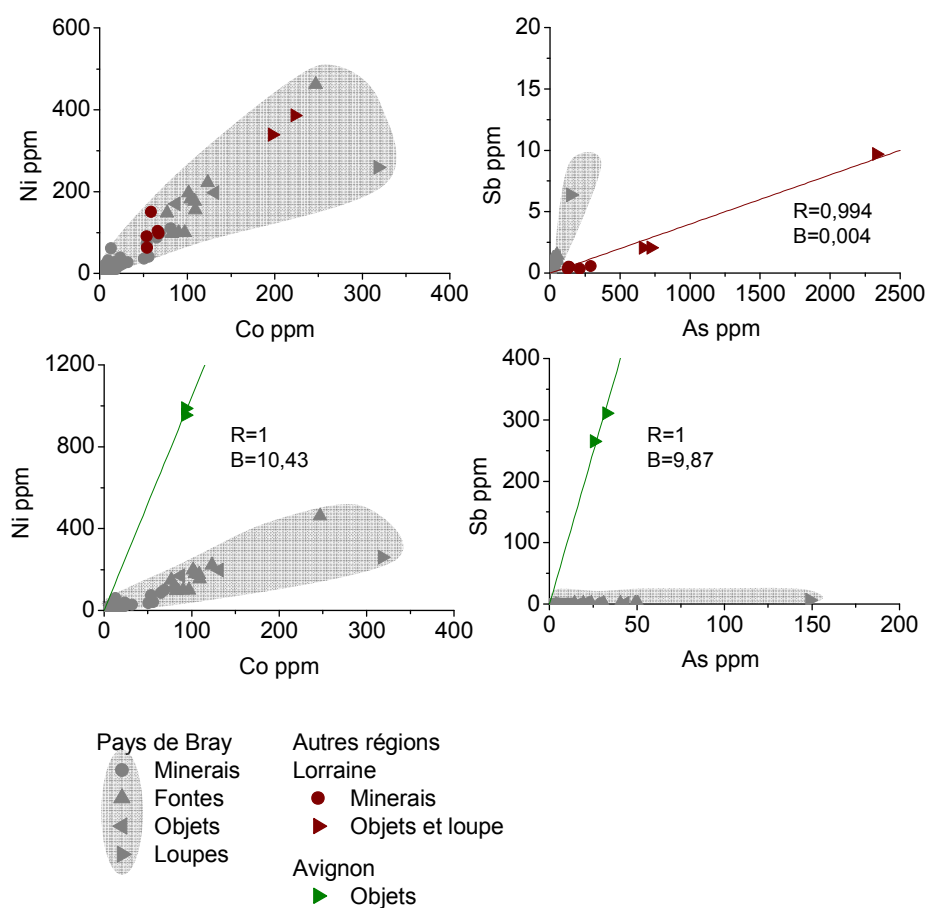 600
400
200
0
0 100 200 300 400
Ni ppm
Co ppm
20
15
10
5
0
0 500 1000 1500 2000 2500
Sb ppm
As ppm
R=0,994
B=0,004
1200
1000
800
600
400
200
0
0 100 200 300 400
Ni ppm
Co ppm
R=1
B=10,43
400
300
200
100
0
0 50 100 150 200
Sb ppm
As ppm
R=1
B=9,87
Pays de Bray
Minerais
Fontes
Objets
Loupes
Autres régions
Lorraine
Minerais
Objets et loupe
Avignon
Objets